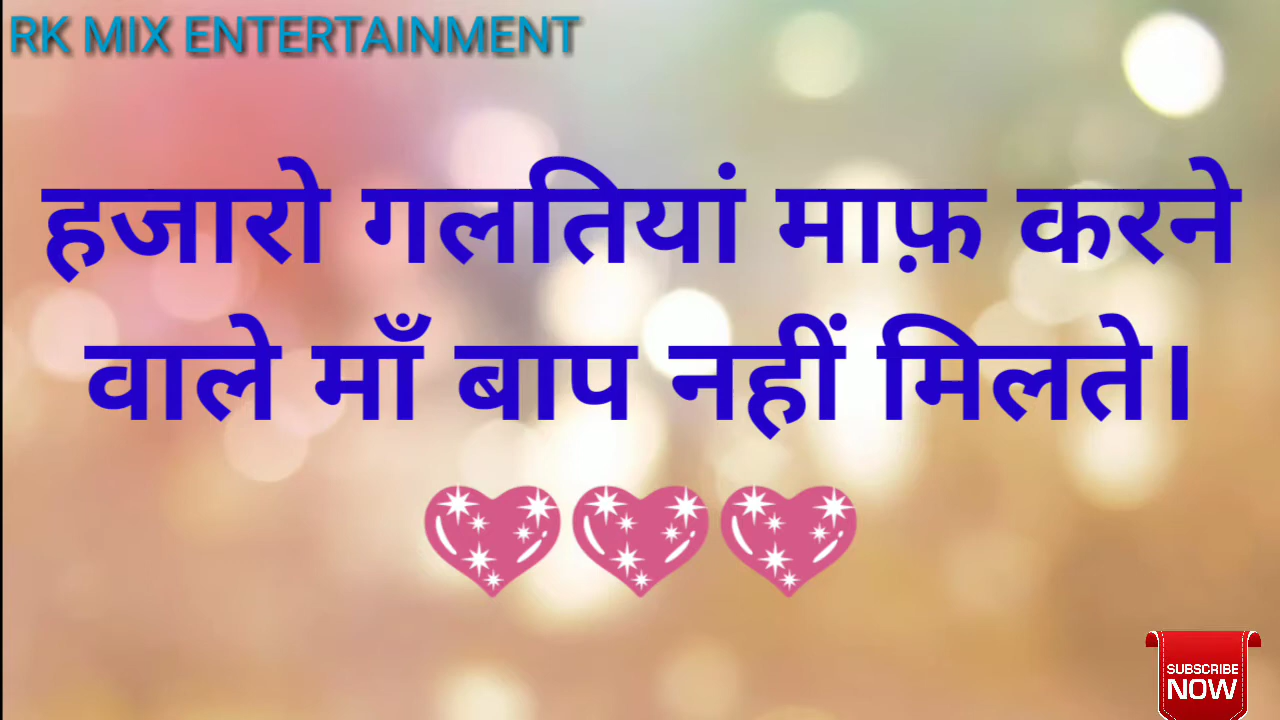 RK MIX ENTERTAINMENT
हजारो गलतियां माफ़ करने
वाले माँ बाप नहीं मिलते।
💖💖💖
SUBSCRIBE
NOW